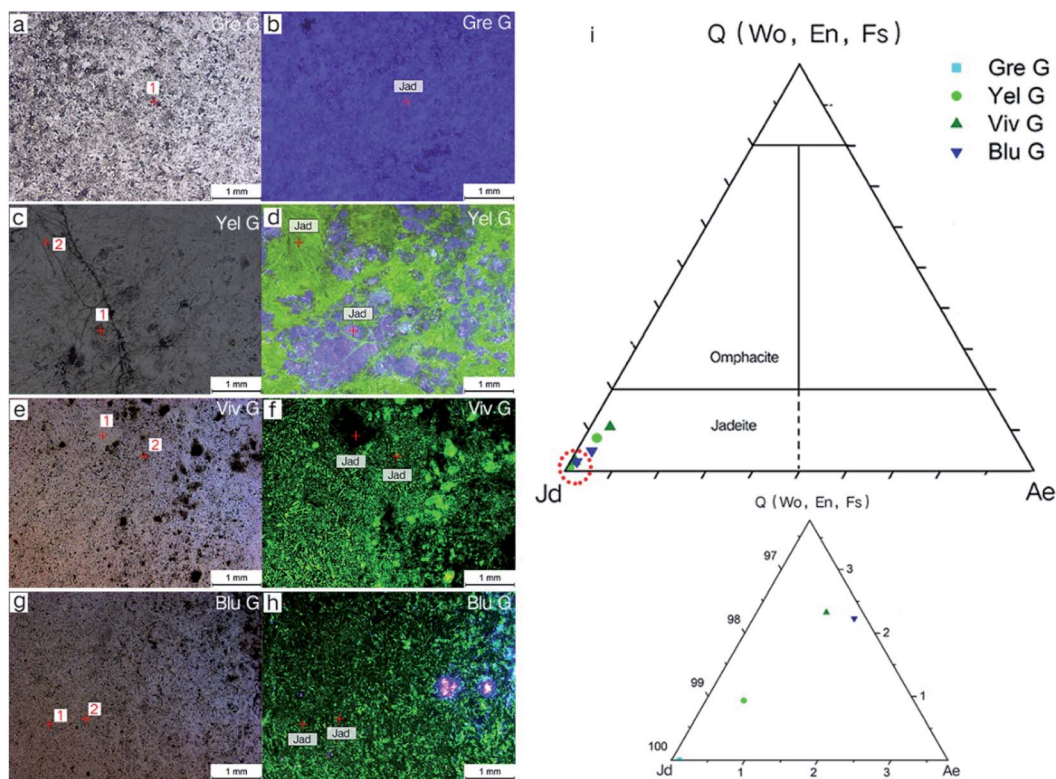 a
Gre G
1
1 mm
b
Gre G
Jad
1 mm
c
Yel G
2
1
1 mm
d
Yel G
Jad
Jad
1 mm
e
Viv G
1
2
1 mm
f
Viv G
Jad
Jad
1 mm
g
Blu G
1
2
1 mm
h
Blu G
Jad
Jad
1 mm
i
Q (Wo, En, Fs)
Gre G
Yel G
Viv G
Blu G
Omphacite
Jadeite
Jd
Ae
Q (Wo, En, Fs)
97
3
98
2
99
1
100
Jd
1
2
3
Ae